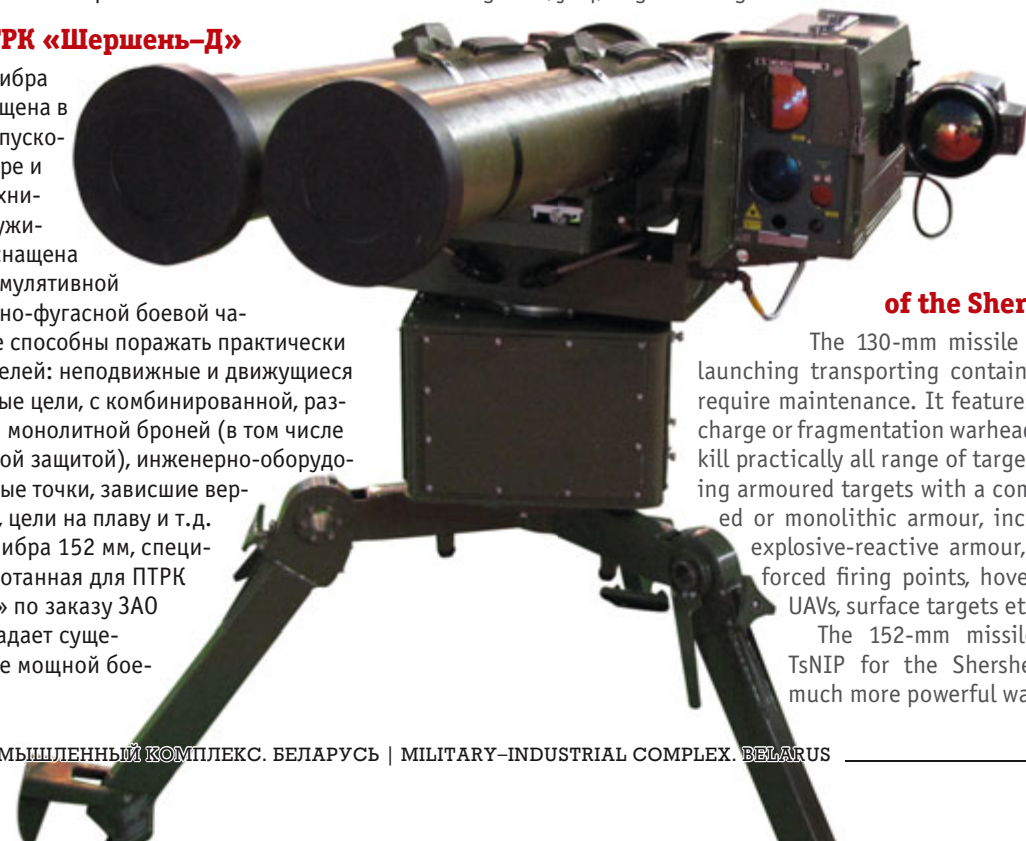 РК «Шершень–Д»
ибра
щена в
пуско-
ре и
хни-
ужи-
снащена
мулятивной
но-фугасной боевой ча-
е способны поражать практически
елей: неподвижные и движущиеся
ые цели, с комбинированной, раз-
монолитной броней (в том числе
ой защитой), инженерно-оборудо-
ые точки, зависшие вер-
, цели на плаву и т.д.
ибра 152 мм, специ-
отанная для ПТРК
» по заказу ЗАО
адает суще-
е мощной бое-
of the Sher
The 130-mm missile
launching transporting contain
require maintenance. It feature
charge or fragmentation warhead
kill practically all range of targe
ing armoured targets with a com
ed or monolithic armour, inc
explosive-reactive armour,
forced firing points, hove
UAVs, surface targets et
The 152-mm missil
TsNIP for the Shershe
much more powerful wa
МЫШЛЕННЫЙ КОМПЛЕКС. БЕЛАРУСЬ | MILITARY–INDUSTRIAL COMPLEX. BELARUS